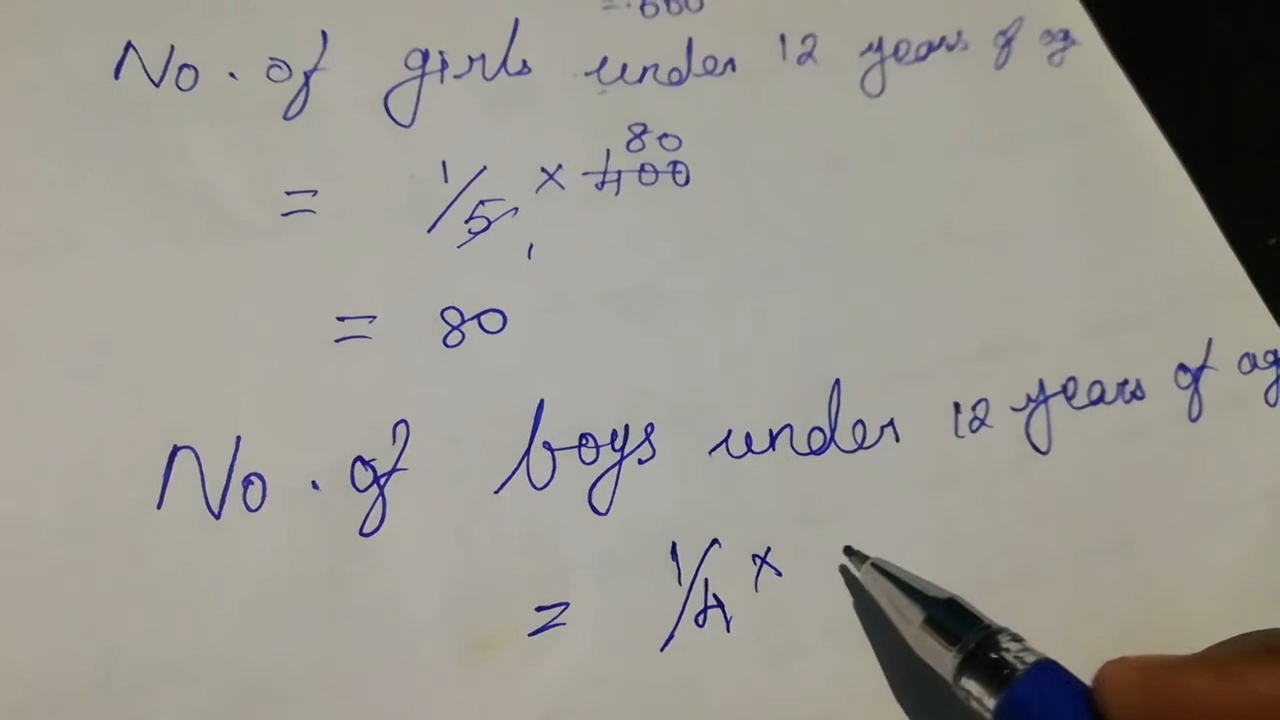 No. of girls under 12 years of ag
80
= 1/5 × 400
1
= 80
No. of boys under 12 years of ag
= 1/4 ×